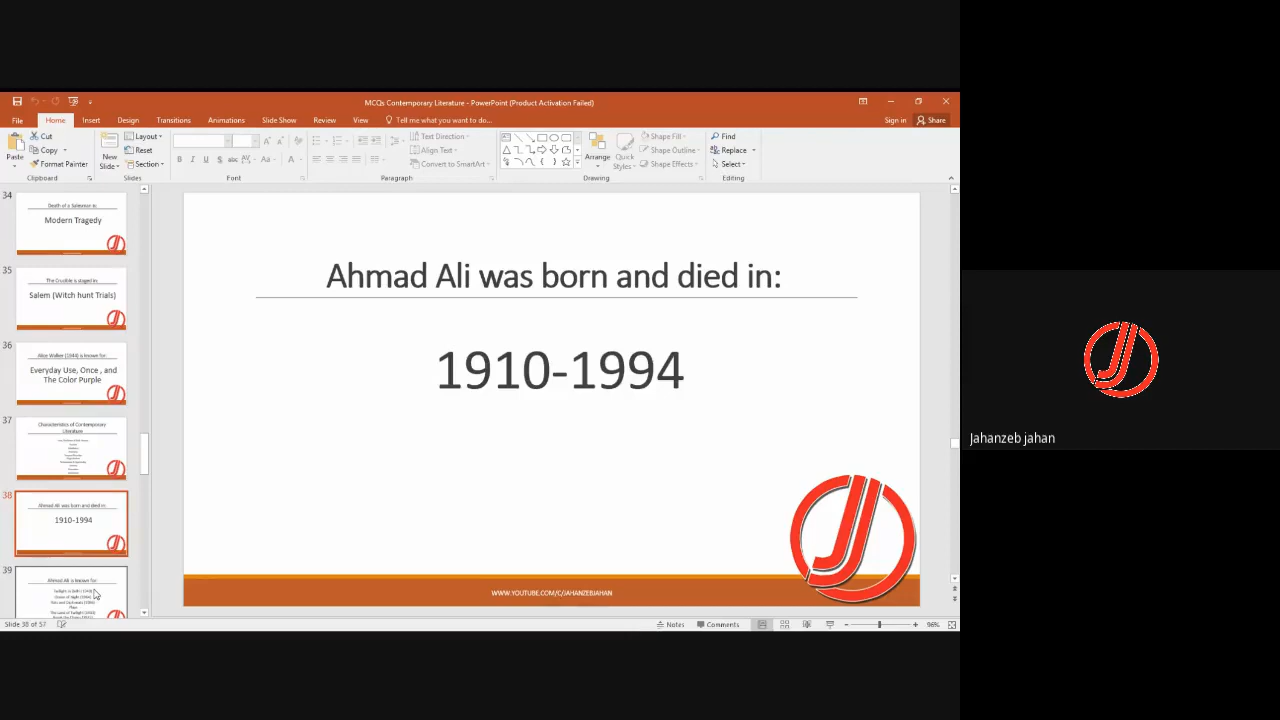 MCQs Contemporary Literature - PowerPoint (Product Activation Failed)
File Home Insert Design Transitions Animations Slide Show Review View Tell me what you want to do... Sign in Share
Paste
Cut
Copy
Format Painter
Clipboard
New Slide
Layout
Reset
Section
Slides
Font
Text Direction
Align Text
Convert to SmartArt
Paragraph
Arrange
Quick Styles
Shape Fill
Shape Outline
Shape Effects
Drawing
Find
Replace
Select
Editing
34
Death of a Salesman is:
Modern Tragedy
35
The Crucible is staged in:
Salem (Witch hunt Trials)
36
Alice Walker (1944) is known for:
Everyday Use, Once , and
The Color Purple
37
Characteristics of Contemporary
Literature
38
Ahmad Ali was born and died in:
1910-1994
39
Ahmad Ali is known for:
Ahmad Ali was born and died in:
1910-1994
WWW.YOUTUBE.COM/C/JAHANZEBJAHAN
Slide 38 of 57
Notes Comments 96%
Jahanzeb jahan